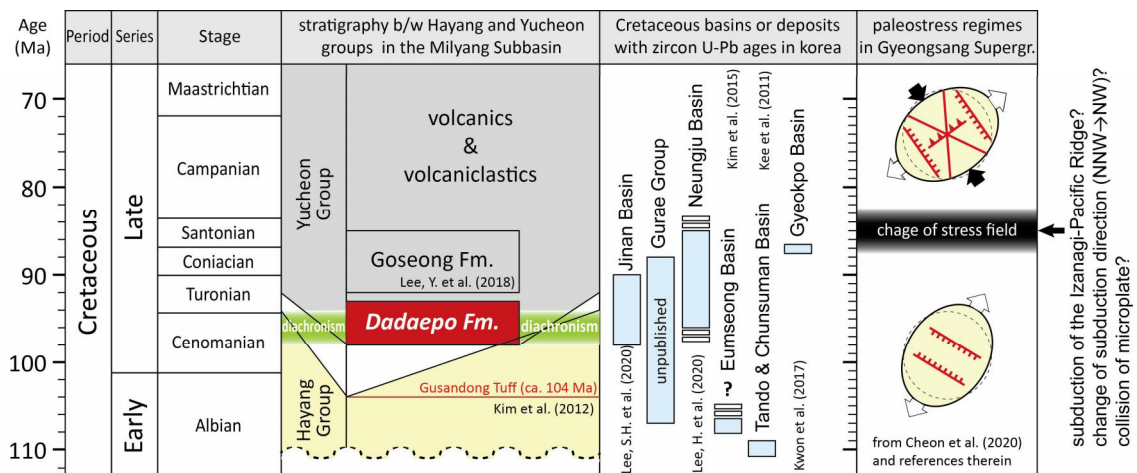 Age
(Ma)
Period
Series
Stage
stratigraphy b/w Hayang and Yucheon
groups in the Milyang Subbasin
Cretaceous basins or deposits
with zircon U-Pb ages in korea
paleostress regimes
in Gyeongsang Supergr.
70
80
90
100
110
Cretaceous
Late
Early
Maastrichtian
Campanian
Santonian
Coniacian
Turonian
Cenomanian
Albian
Yucheon
Group
Hayang
Group
volcanics
&
volcaniclastics
Goseong Fm.
Lee, Y. et al. (2018)
diachronism
Dadaepo Fm.
diachronism
Gusandong Tuff (ca. 104 Ma)
Kim et al. (2012)
Jinan Basin
Lee, S.H. et al. (2020)
Gurae Group
unpublished
Neungju Basin
Lee, H. et al. (2020)
Eumseong Basin
-?
Kim et al. (2015)
Tando & Chunsuman Basin
Kee et al. (2011)
Kwon et al. (2017)
Gyeokpo Basin
chage of stress field
from Cheon et al. (2020)
and references therein
subduction of the Izanagi-Pacific Ridge?
change of subduction direction (NNW→NW)?
collision of microplate?